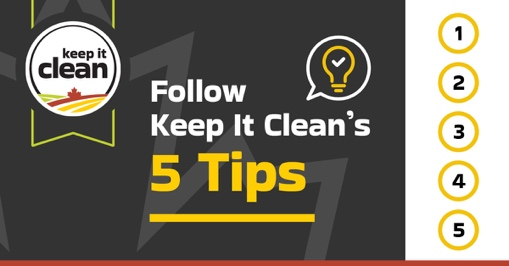 keep it
clean
Follow
Keep It Clean's
5 Tips
1
2
3
4
5